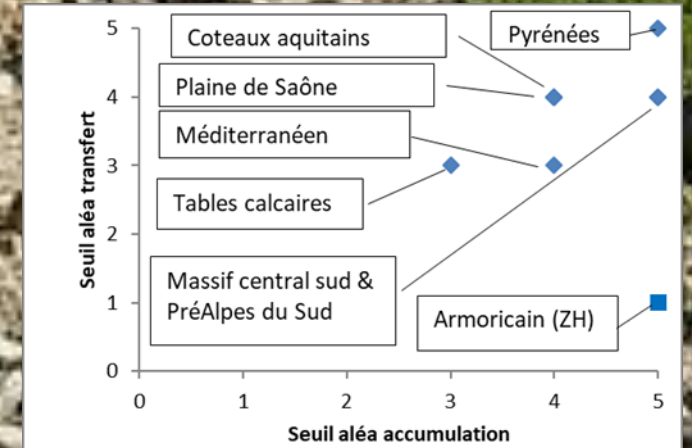 Coteaux aquitains
Pyrénées
Plaine de Saône
Méditerranéen
Tables calcaires
Massif central sud &
PréAlpes du Sud
Armoricain (ZH)
Seuil aléa transfert
5
4
3
2
1
0
0 1 2 3 4 5
Seuil aléa accumulation